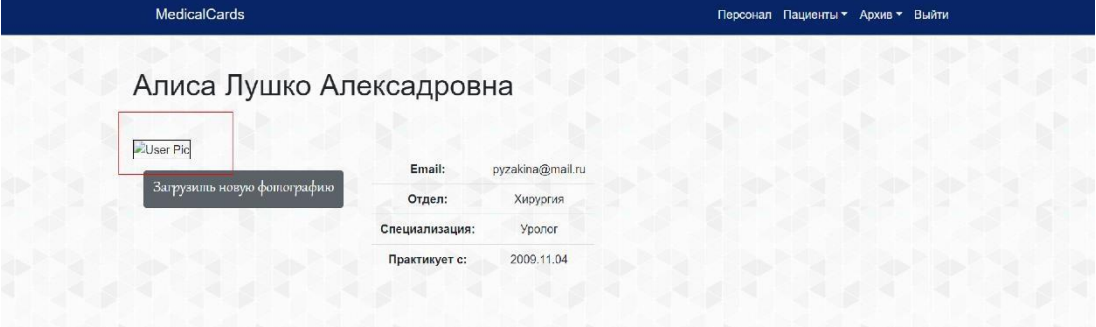 MedicalCards Персонал Пациенты Архив Выйти
Алиса Лушко Алексадровна
User Pic
Загрузить новую фотографию
Email: pyzakina@mail.ru
Отдел: Хирургия
Специализация: Уролог
Практикует с: 2009.11.04